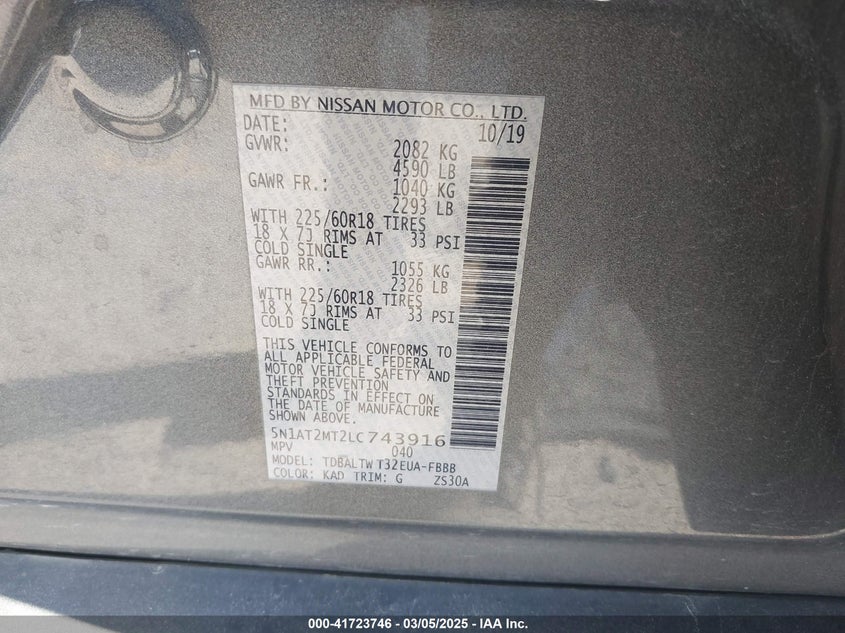 MFD BY NISSAN MOTOR CO., LTD.
DATE: 10/19
GVWR: 2082 KG
4590 LB
GAWR FR.: 1040 KG
2293 LB
WITH 225/60R18 TIRES
18 X 7J RIMS AT 33 PSI
COLD SINGLE
GAWR RR.: 1055 KG
2326 LB
WITH 225/60R18 TIRES
18 X 7J RIMS AT 33 PSI
COLD SINGLE
THIS VEHICLE CONFORMS TO
ALL APPLICABLE FEDERAL
MOTOR VEHICLE SAFETY AND
THEFT PREVENTION
STANDARDS IN EFFECT ON
THE DATE OF MANUFACTURE
SHOWN ABOVE.
5N1AT2MT2LC743916
MPV 040
MODEL: TDBALTW T32EUA-FBBB
COLOR: KAD TRIM: G ZS30A
000-41723746 - 03/05/2025 - IAA Inc.